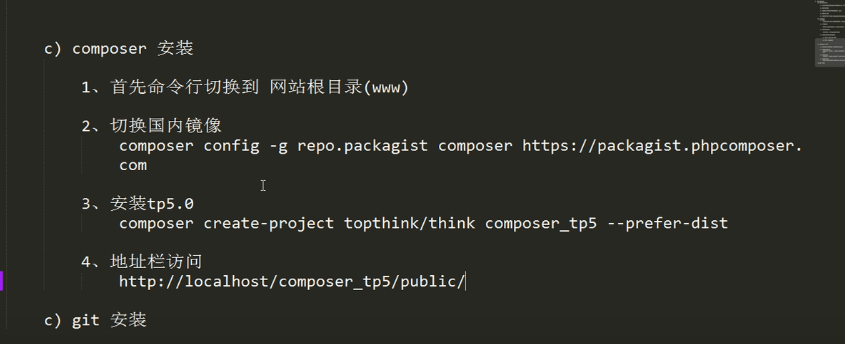 c) composer 安装
1、首先命令行切换到 网站根目录(www)
2、切换国内镜像
composer config -g repo.packagist composer https://packagist.phpcomposer.
com
3、安装tp5.0
composer create-project topthink/think composer_tp5 --prefer-dist
4、地址栏访问
http://localhost/composer_tp5/public/
c) git 安装